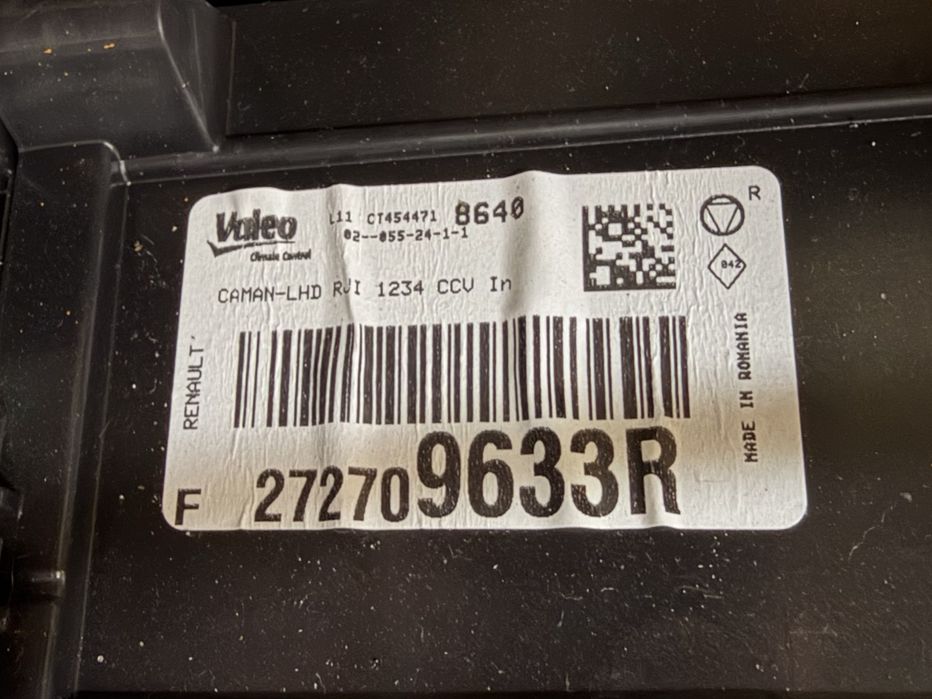 Valeo
Climate Control
L11 CT454471 8640
02--055-24-1-1
R
042
CAMAN-LHD RJI 1234 CCV In
RENAULT
MADE IN ROMANIA
F 272709633R